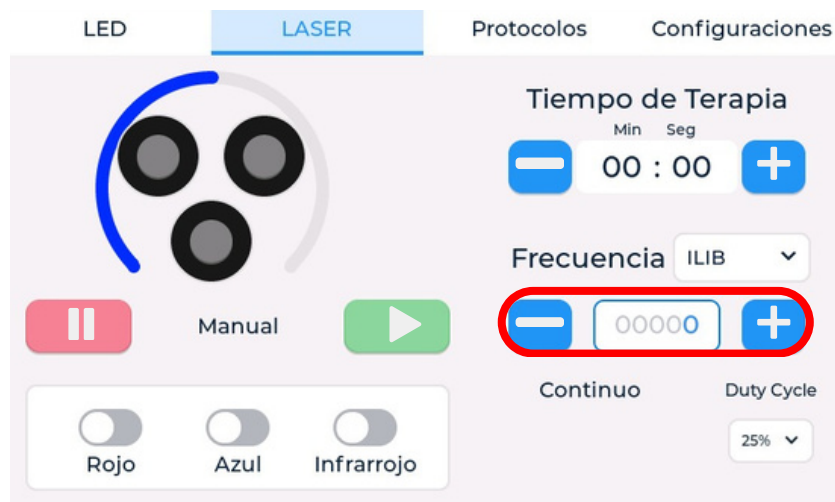 LED LASER Protocolos Configuraciones
Tiempo de Terapia
Min Seg
00 : 00
Frecuencia ILIB
Manual
000000
Continuo Duty Cycle
25%
Rojo Azul Infrarrojo